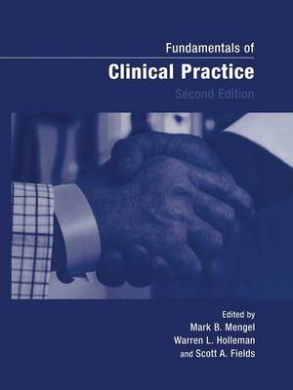 Fundamentals of
Clinical Practice
Second Edition
Edited by
Mark B. Mengel
Warren L. Holleman
and Scott A. Fields